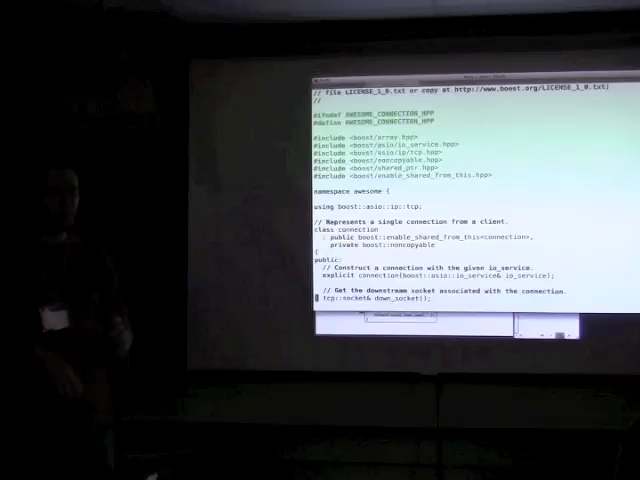 // file LICENSE_1_0.txt or copy at http://www.boost.org/LICENSE_1_0.txt)
//
#ifndef AWESOME_CONNECTION_HPP
#define AWESOME_CONNECTION_HPP
#include <boost/array.hpp>
#include <boost/asio/io_service.hpp>
#include <boost/asio/ip/tcp.hpp>
#include <boost/noncopyable.hpp>
#include <boost/shared_ptr.hpp>
#include <boost/enable_shared_from_this.hpp>
namespace awesome {
using boost::asio::ip::tcp;
// Represents a single connection from a client.
class connection
: public boost::enable_shared_from_this<connection>,
private boost::noncopyable
{
public:
// Construct a connection with the given io_service.
explicit connection(boost::asio::io_service& io_service);
// Get the downstream socket associated with the connection.
tcp::socket& down_socket();